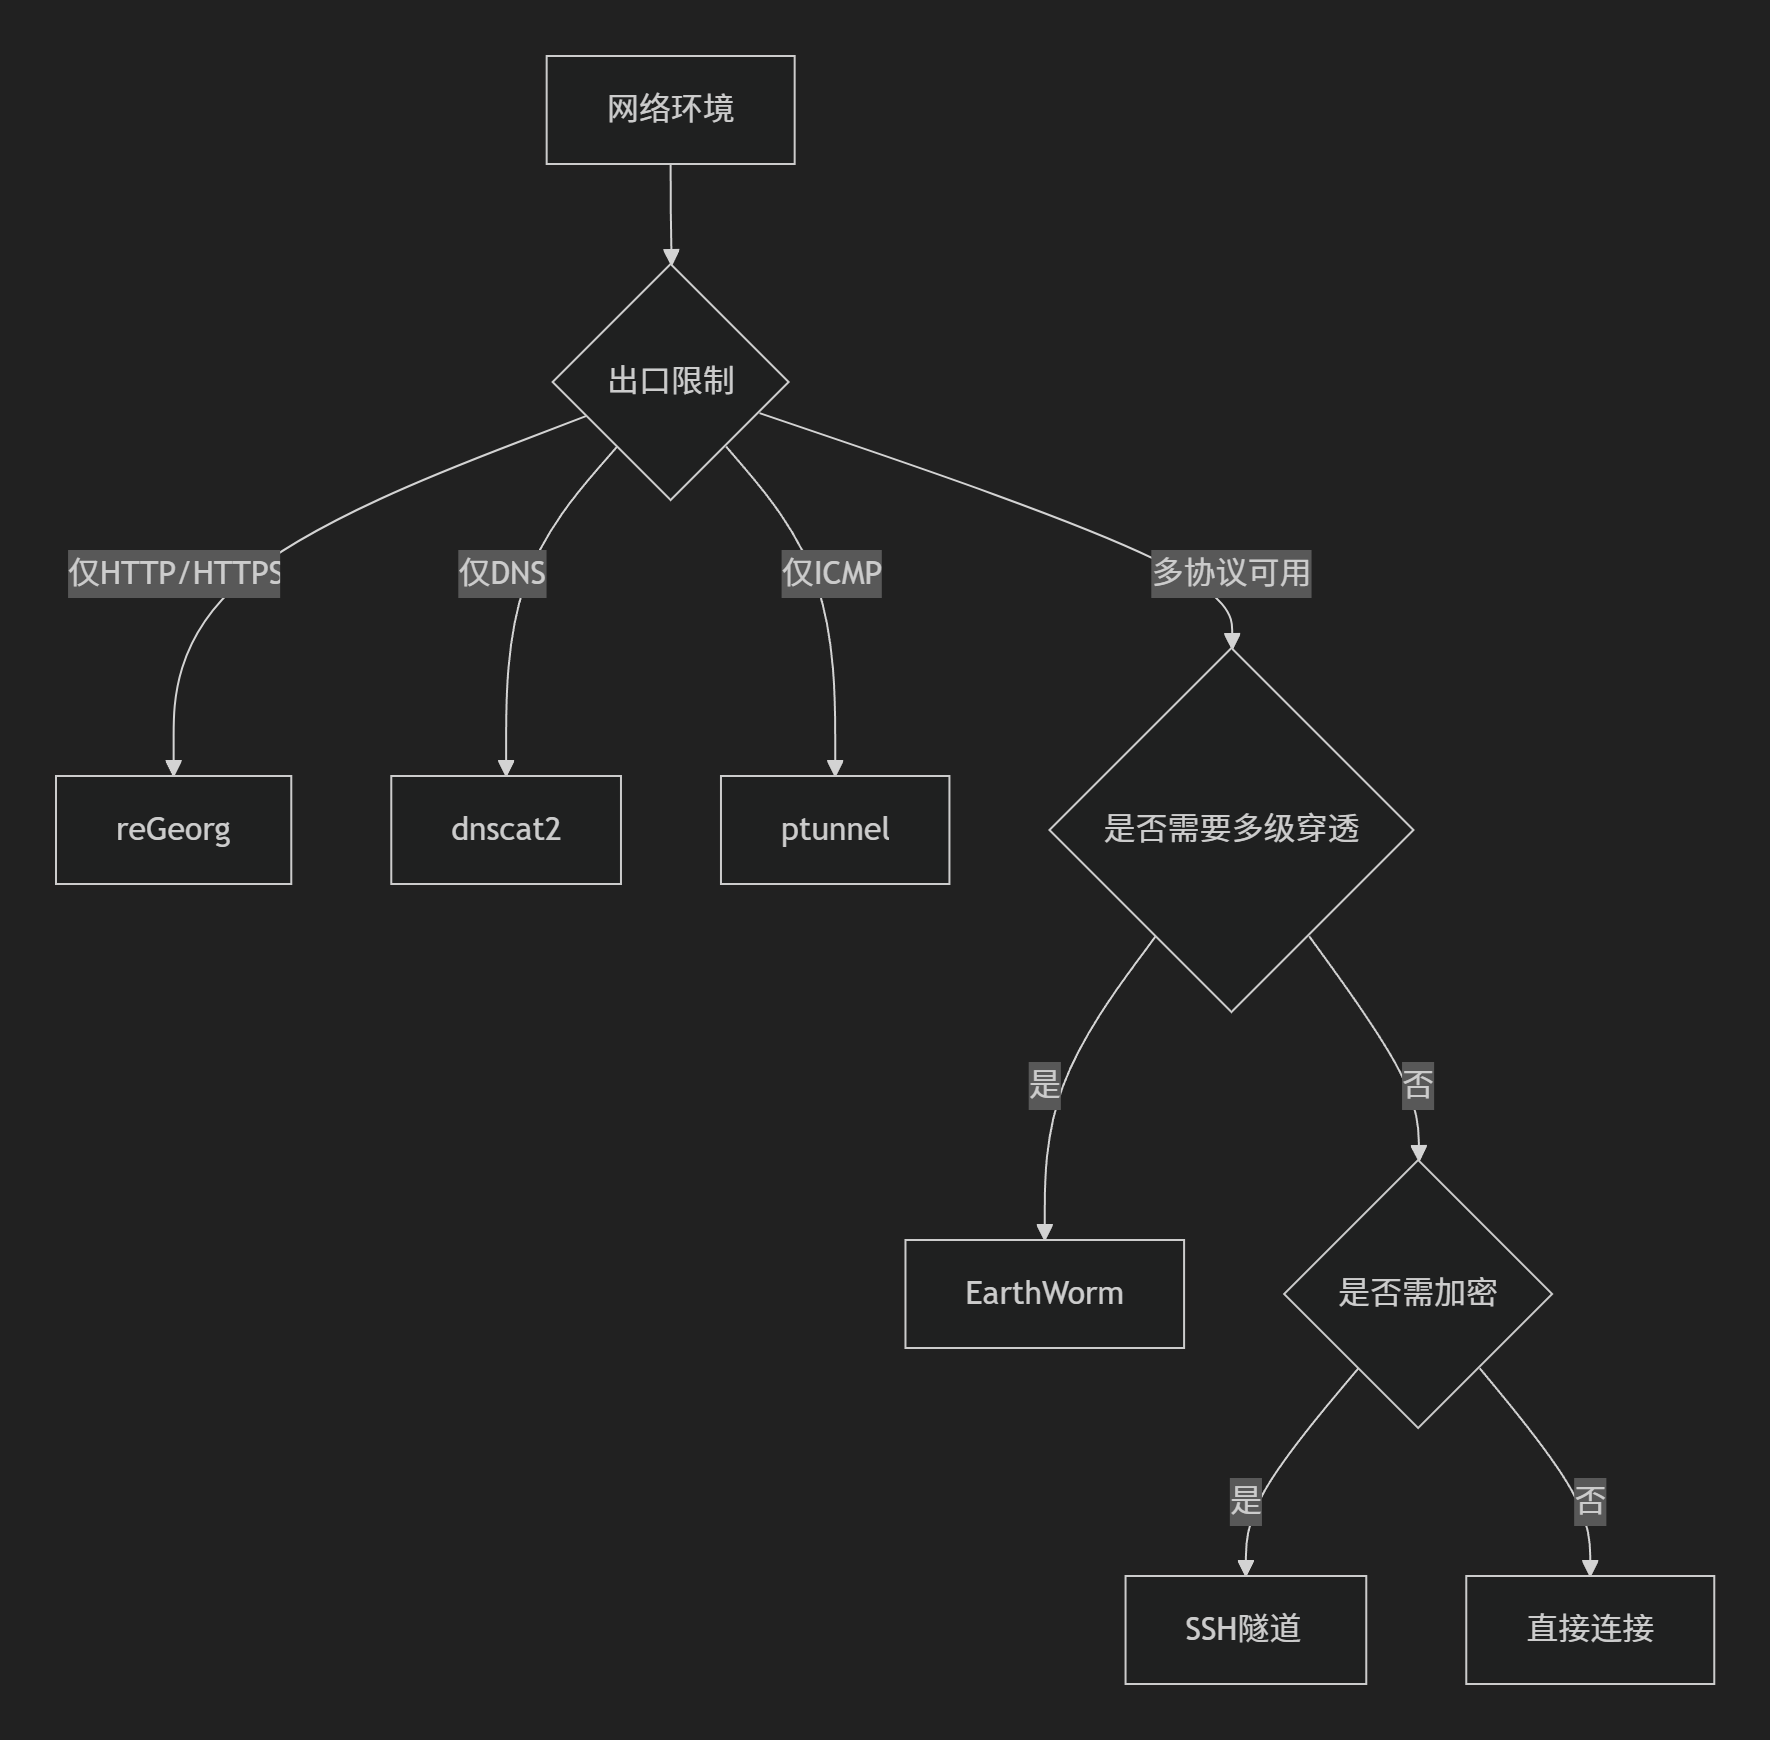 网络环境
出口限制
仅HTTP/HTTPS
仅DNS
仅ICMP
多协议可用
reGeorg
dnscat2
ptunnel
是否需要多级穿透
是
否
EarthWorm
是否需加密
是
否
SSH隧道
直接连接